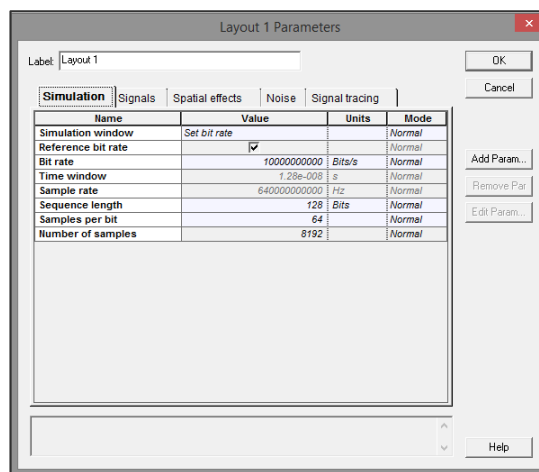 Layout 1 Parameters
Label: Layout 1
OK
Cancel
Simulation Signals Spatial effects Noise Signal tracing
Name Value Units Mode
Simulation window Set bit rate Normal
Reference bit rate Normal
Bit rate 10000000000 Bits/s Normal
Time window 1.28e-008 s Normal
Sample rate 640000000000 Hz Normal
Sequence length 128 Bits Normal
Samples per bit 64 Normal
Number of samples 8192 Normal
Add Param...
Remove Par
Edit Param...
Help